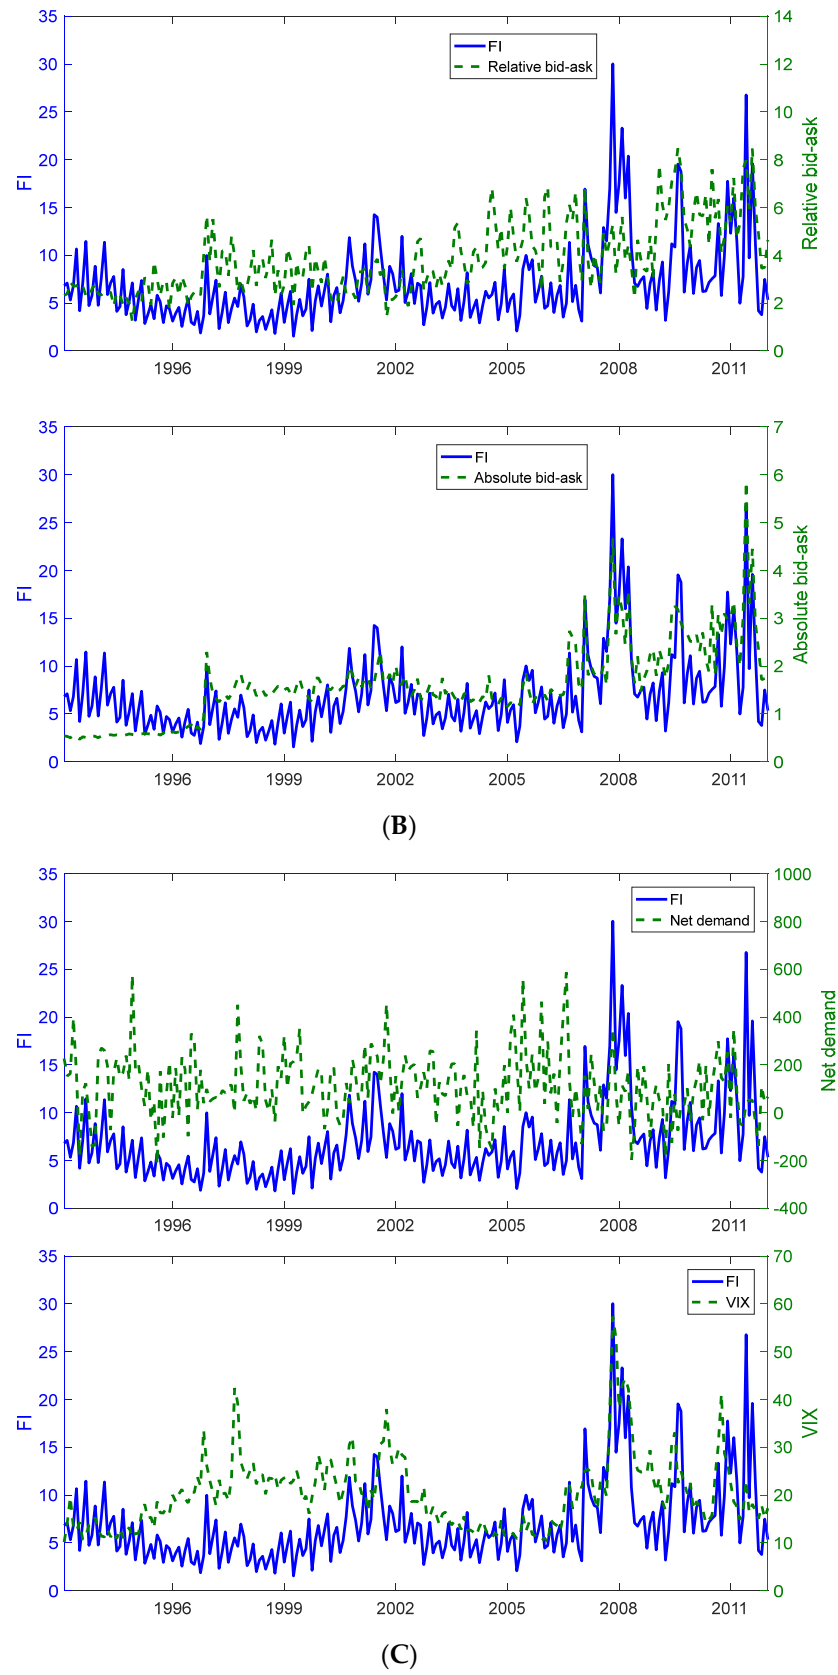 35
30
25
20
15
10
5
0
FI
14
12
10
8
6
4
2
0
Relative bid-ask
FI
Relative bid-ask
1996 1999 2002 2005 2008 2011
35
30
25
20
15
10
5
0
FI
7
6
5
4
3
2
1
0
Absolute bid-ask
FI
Absolute bid-ask
1996 1999 2002 2005 2008 2011
(B)
35
30
25
20
15
10
5
0
FI
1000
800
600
400
200
0
-200
-400
Net demand
FI
Net demand
1996 1999 2002 2005 2008 2011
35
30
25
20
15
10
5
0
FI
70
60
50
40
30
20
10
0
VIX
FI
VIX
1996 1999 2002 2005 2008 2011
(C)